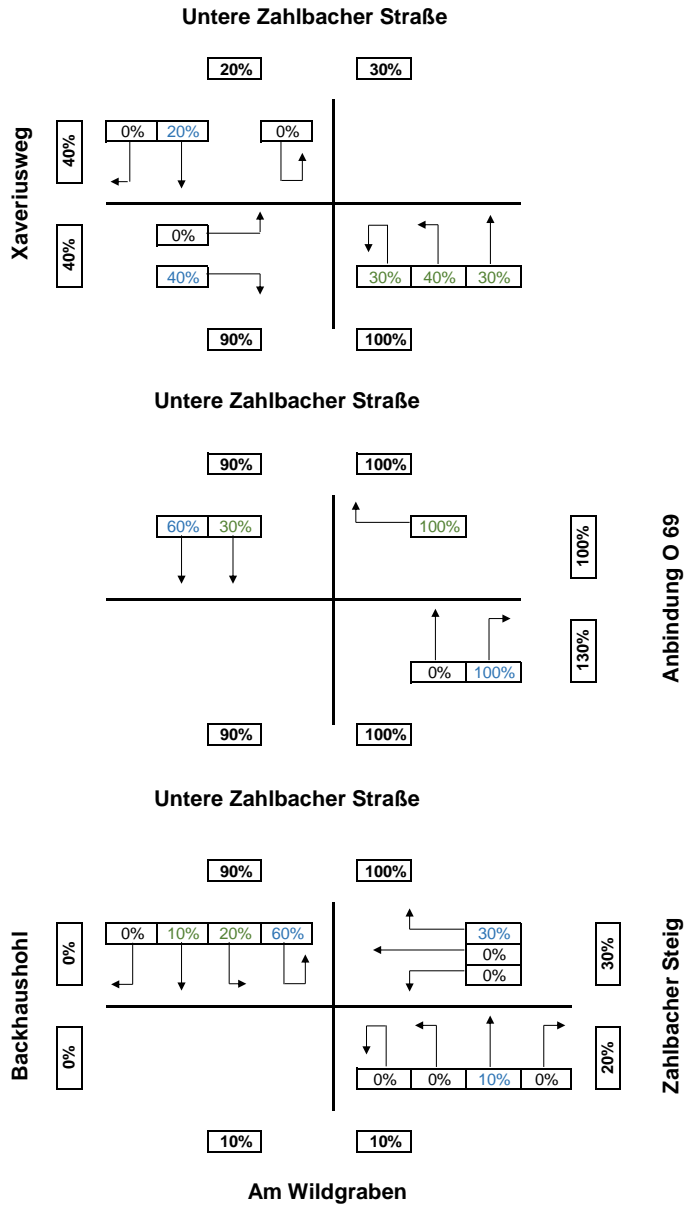 Untere Zahlbacher Straße
20% 30%
Xaveriusweg
40%
0% 20% 0%
40%
0%
40%
30% 40% 30%
90% 100%
Untere Zahlbacher Straße
90% 100%
60% 30% 100%
100%
Anbindung O 69
130%
0% 100%
90% 100%
Untere Zahlbacher Straße
90% 100%
Backhaushohl
0%
0% 10% 20% 60%
30%
0%
0%
30%
Zahlbacher Steig
0%
0% 0% 10% 0%
20%
10% 10%
Am Wildgraben